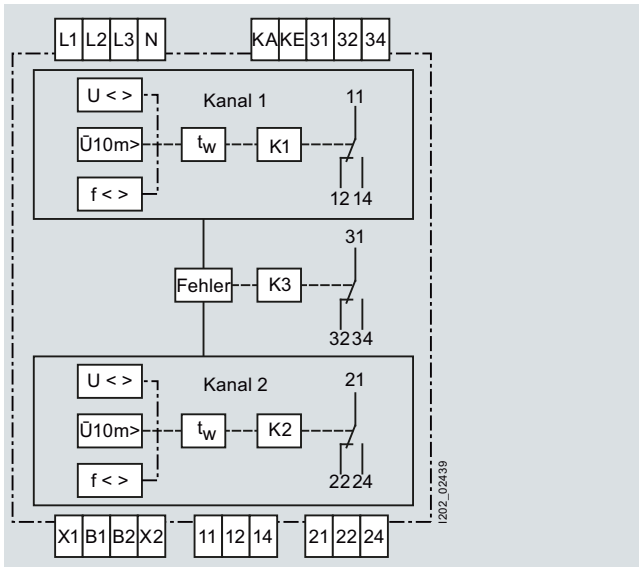 L1 L2 L3 N KA KE 31 32 34
U < >
Kanal 1
11
Ū10m>
tw
K1
f < >
12 14
31
Fehler
K3
32 34
U < >
Kanal 2
21
Ū10m>
tw
K2
f < >
22 24
I202_02439
X1 B1 B2 X2 11 12 14 21 22 24